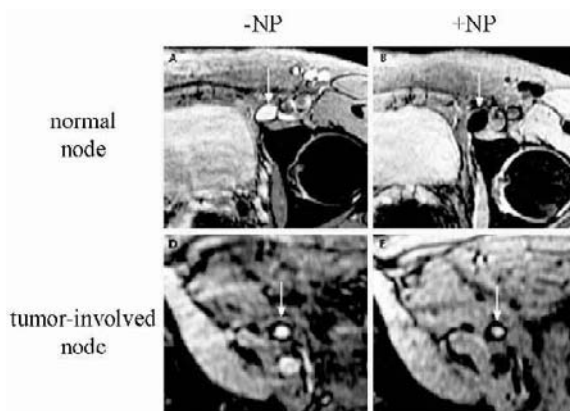 -NP +NP
A B
normal
node
D E
tumor-involved
node